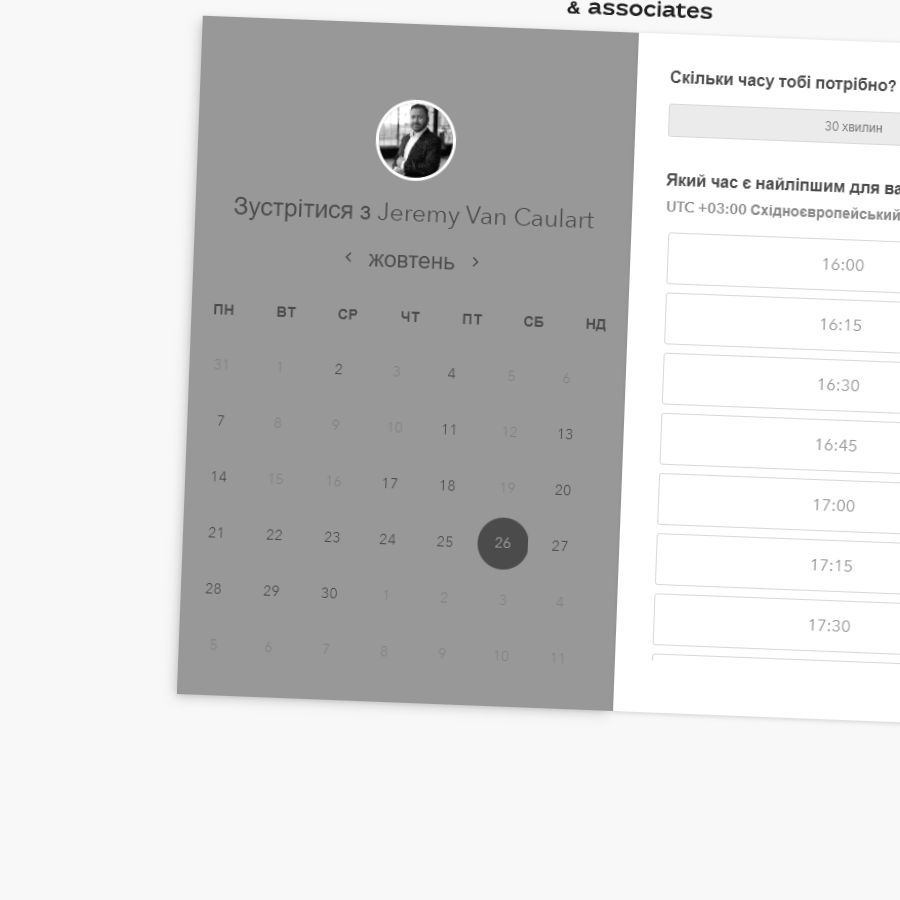 & associates
Зустрітися з Jeremy Van Caulart
жовтень
ПН ВТ СР ЧТ ПТ СБ НД
31 1 2 3 4 5 6
7 8 9 10 11 12 13
14 15 16 17 18 19 20
21 22 23 24 25 26 27
28 29 30 1 2 3 4
5 6 7 8 9 10 11
Скільки часу тобі потрібно?
30 хвилин
Який час є найліпшим для ва
UTC +03:00 Східноєвропейський
16:00
16:15
16:30
16:45
17:00
17:15
17:30